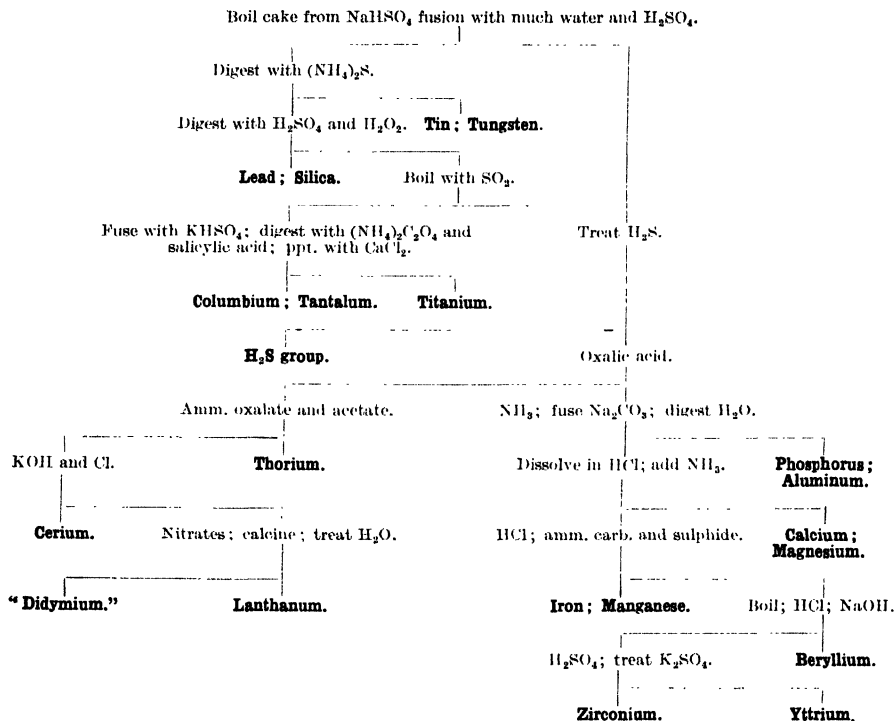 Boil cake from NaHSO₄ fusion with much water and H₂SO₄.
Digest with (NH₄)₂S.
Digest with H₂SO₄ and H₂O₂. Tin; Tungsten.
Lead; Silica. Boil with SO₂.
Fuse with KHSO₄; digest with (NH₄)₂C₂O₄ and
salicylic acid; ppt. with CaCl₂.
Treat H₂S.
Columbium; Tantalum. Titanium.
H₂S group. Oxalic acid.
Amm. oxalate and acetate. NH₃; fuse Na₂CO₃; digest H₂O.
KOH and Cl. Thorium. Dissolve in HCl; add NH₃. Phosphorus;
Aluminum.
Cerium. Nitrates; calcine; treat H₂O. HCl; amm. carb. and sulphide. Calcium;
Magnesium.
"Didymium." Lanthanum. Iron; Manganese. Boil; HCl; NaOH.
H₂SO₄; treat K₂SO₄. Beryllium.
Zirconium. Yttrium.